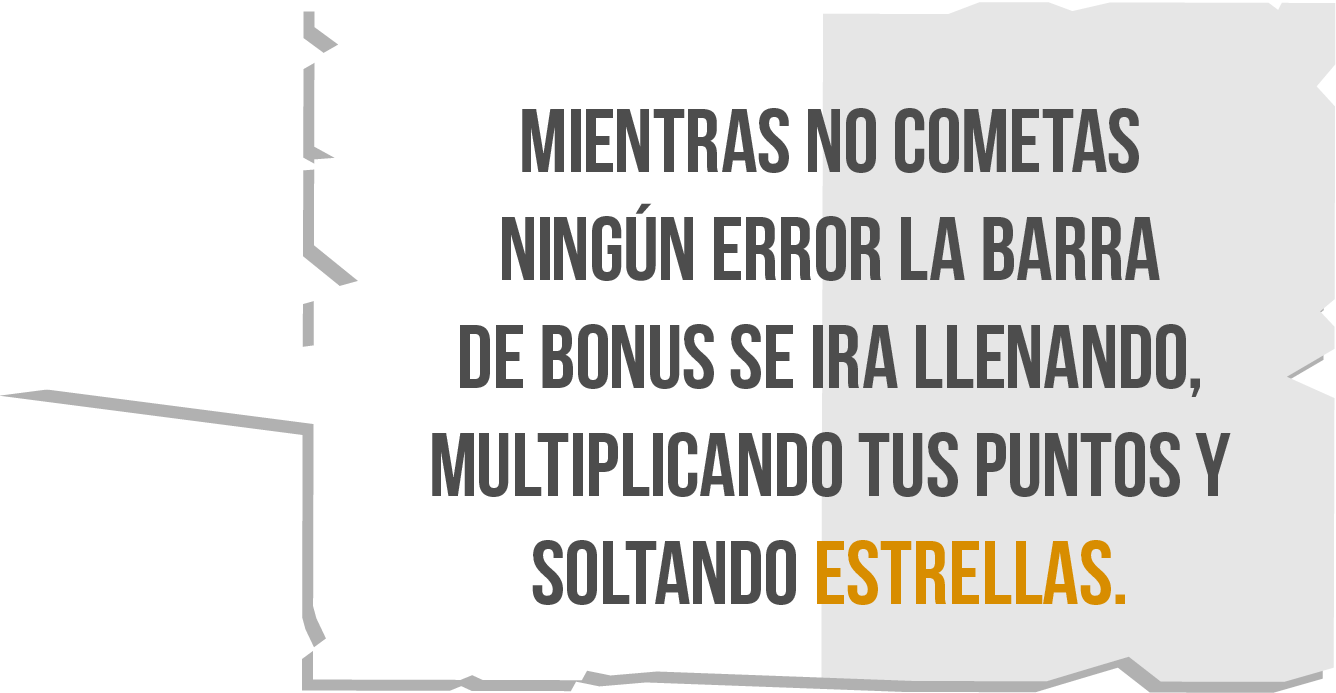 MIENTRAS NO COMETAS
NINGÚN ERROR LA BARRA
DE BONUS SE IRA LLENANDO,
MULTIPLICANDO TUS PUNTOS Y
SOLTANDO ESTRELLAS.